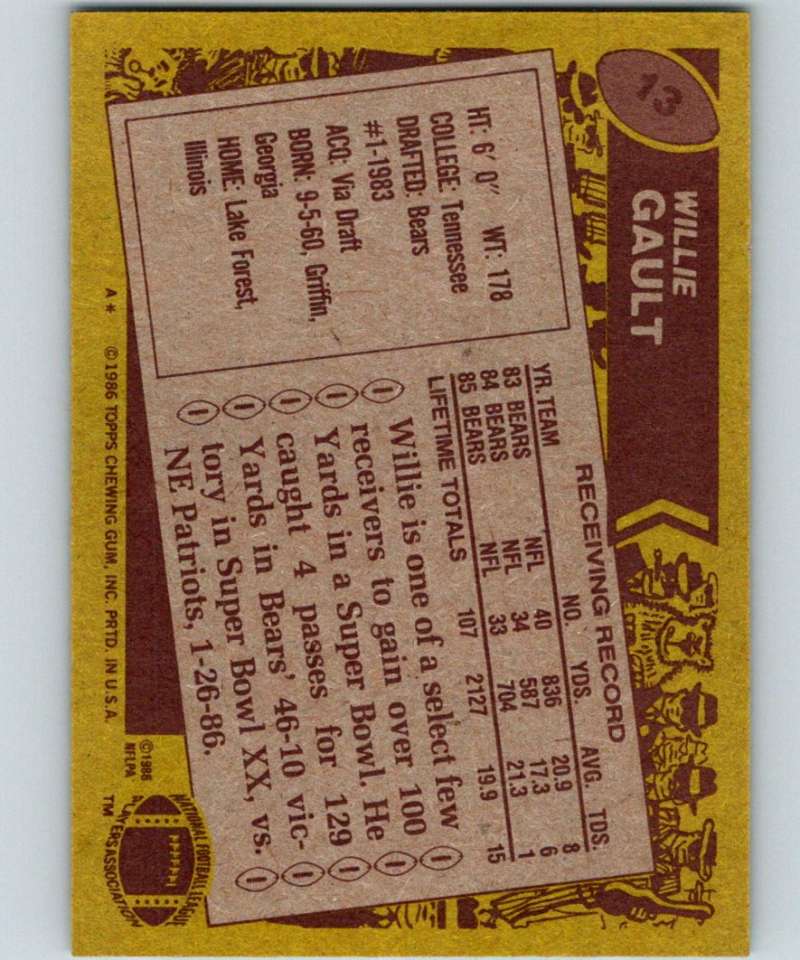 13
WILLIE
GAULT
HT: 6' 0" WT: 178
COLLEGE: Tennessee
DRAFTED: Bears
#1-1983
ACQ: Via Draft
BORN: 9-5-60, Griffin,
Georgia
HOME: Lake Forest,
Illinois
RECEIVING RECORD
YR. TEAM NO. YDS. AVG. TDS.
83 BEARS NFL 40 836 20.9 8
84 BEARS NFL 34 587 17.3 6
85 BEARS NFL 33 704 21.3 1
LIFETIME TOTALS 107 2127 19.9 15
Willie is one of a select few
receivers to gain over 100
Yards in a Super Bowl. He
caught 4 passes for 129
Yards in Bears' 46-10 vic-
tory in Super Bowl XX, vs.
NE Patriots, 1-26-86.
A* ©1986 TOPPS CHEWING GUM, INC. PRTD. IN U.S.A.
©1986
NFLPA
NATIONAL FOOTBALL LEAGUE
PLAYERS ASSOCIATION
TM